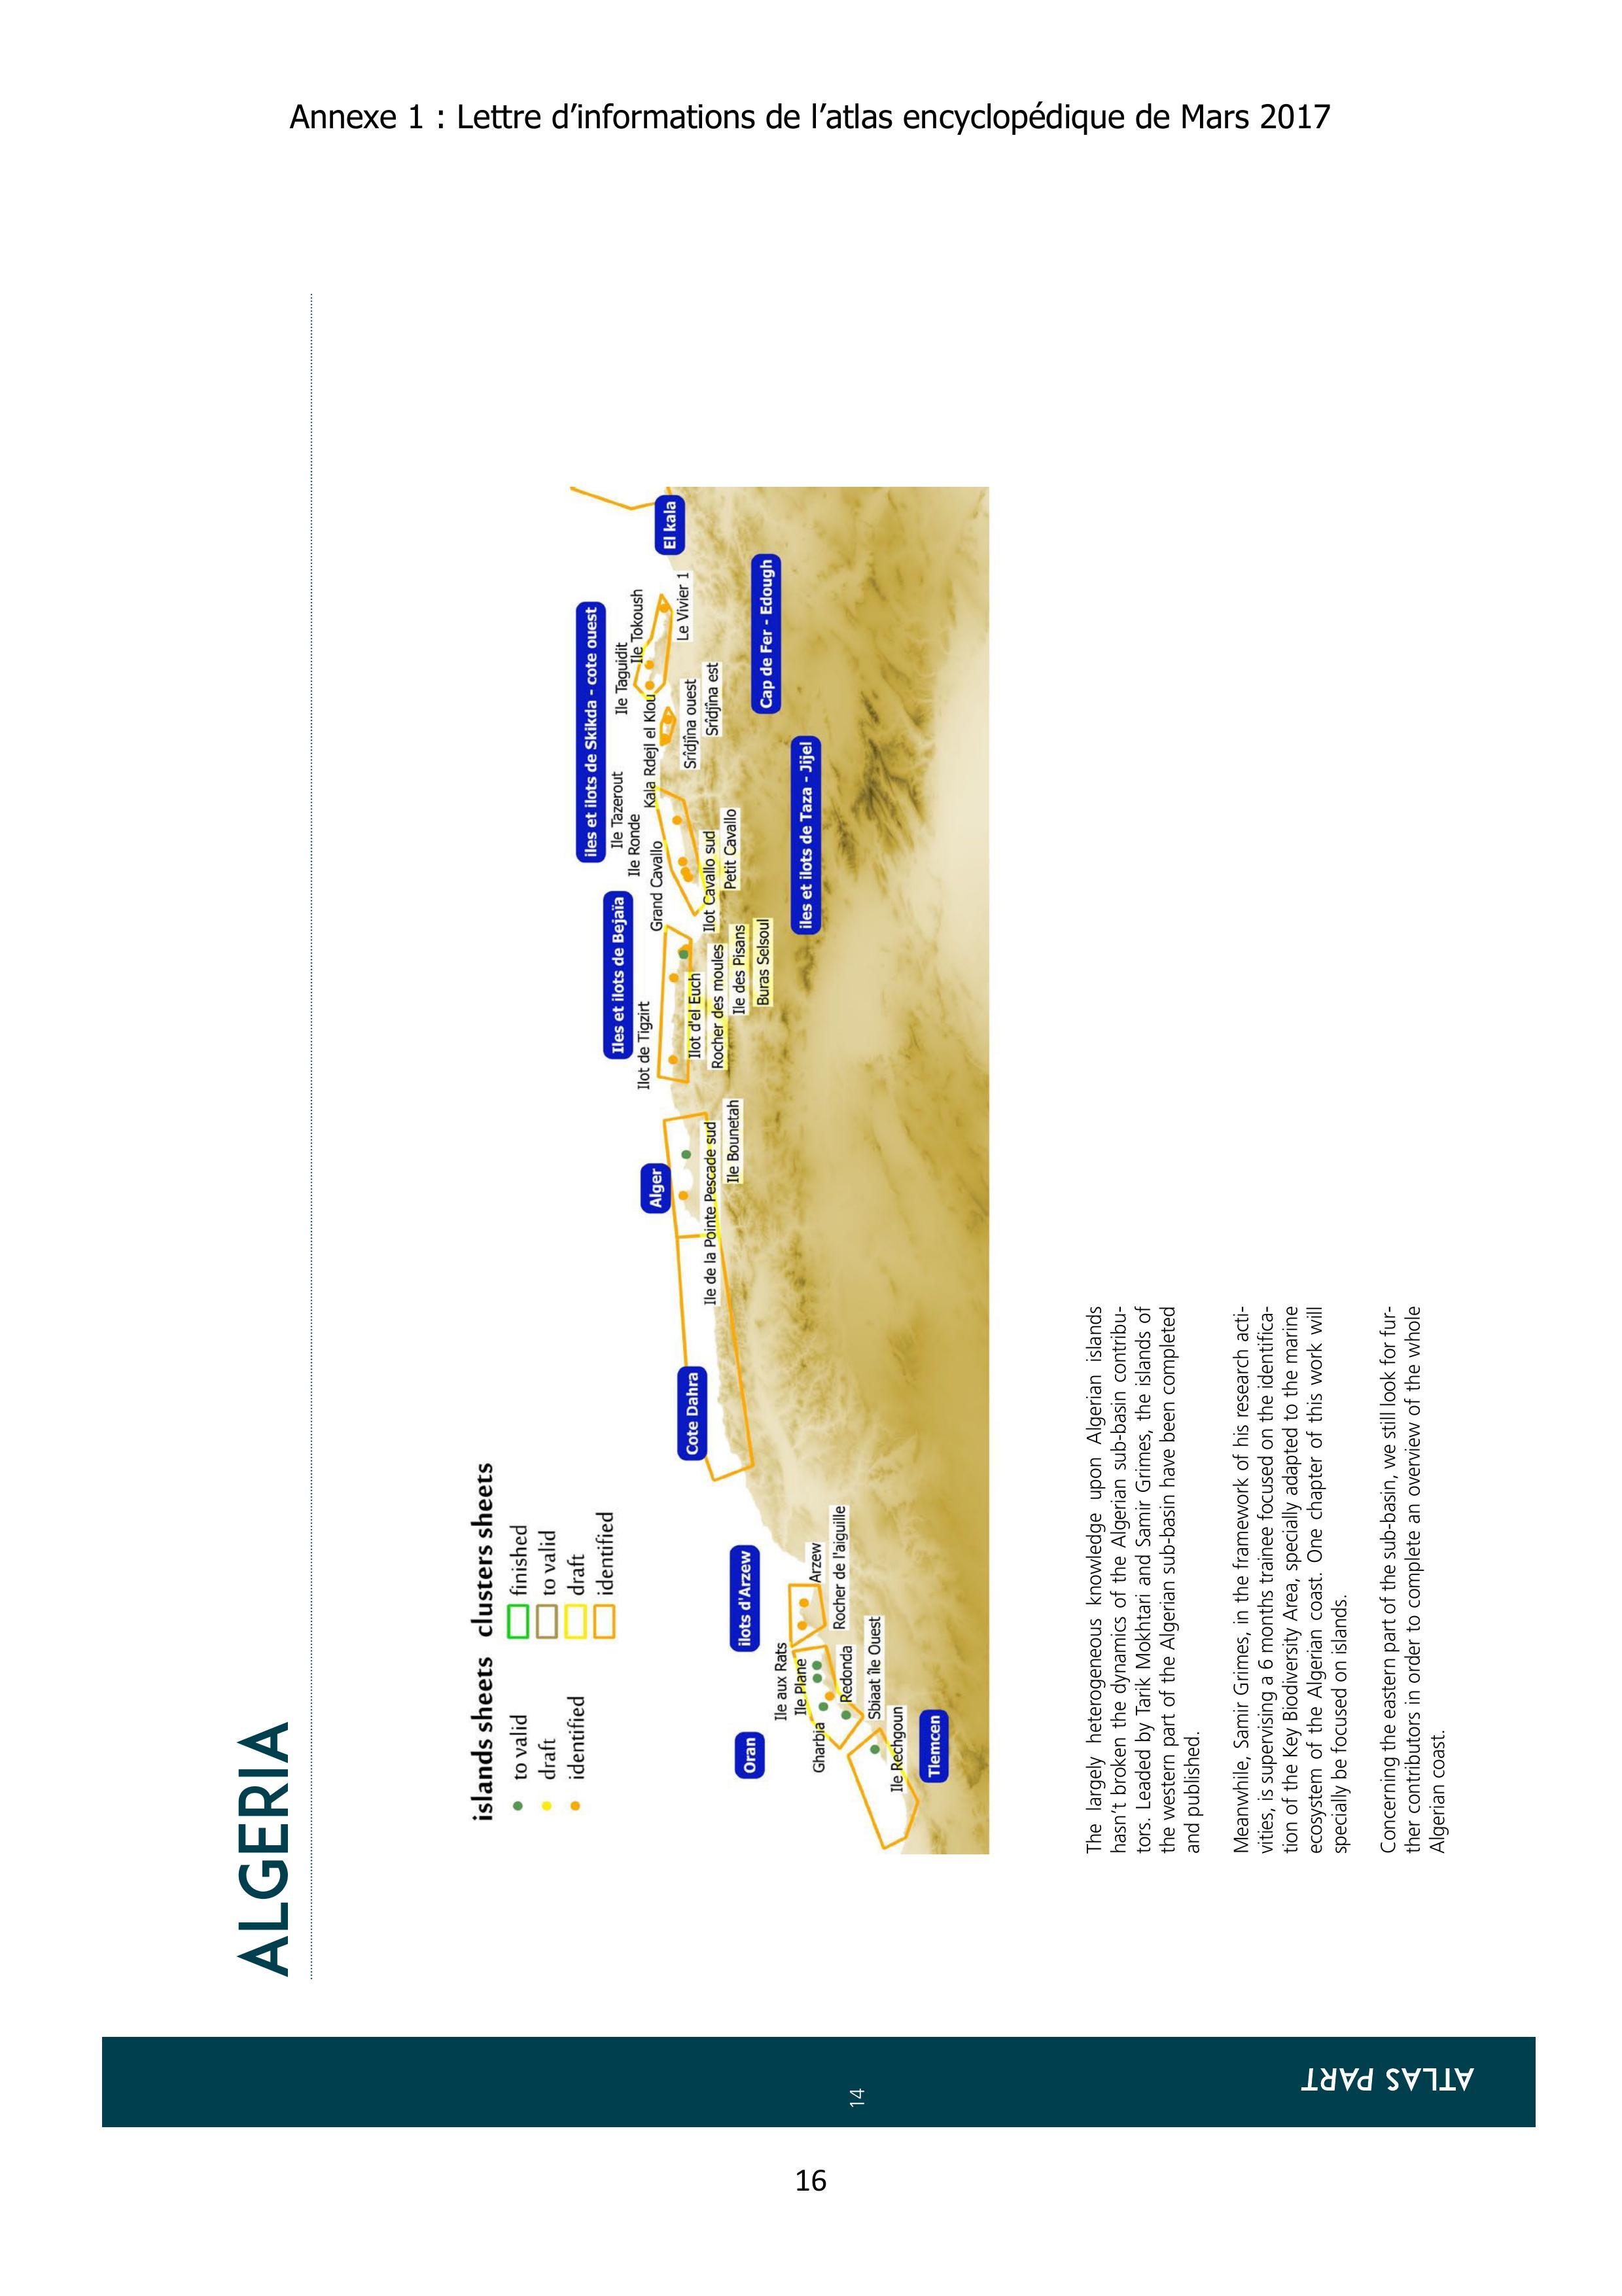 Annexe 1 : Lettre d'informations de l'atlas encyclopédique de Mars 2017
ALGERIA
islands sheets
to valid
draft
identified
clusters sheets
finished
to valid
draft
identified
iles et ilots de Skikda - cote ouest
Iles et ilots de Bejaïa
Ile Tazerout
Ile Taguidit
Ile Ronde
Ile Tokoush
Ilot de Tigzirt
Grand Cavallo
Kala Rdejl el Klou
Alger
El kala
Cote Dahra
Ilot d'el Euch
Srîdjîna ouest
Le Vivier 1
Ile de la Pointe Pescade sud
Rocher des moules
Ilot Cavallo sud
Srîdjîna est
Ile Bounetah
Ile des Pisans
Petit Cavallo
ilots d'Arzew
Oran
Buras Selsoul
Cap de Fer - Edough
Ile aux Rats
Ile Plane
iles et ilots de Taza - Jijel
Gharbia
Arzew
Redonda
Rocher de l'aiguille
Sbiaat île Ouest
Ile Rechgoun
Tlemcen
The largely heterogeneous knowledge upon Algerian islands
hasn't broken the dynamics of the Algerian sub-basin contribu-
tors. Leaded by Tarik Mokhtari and Samir Grimes, the islands of
the western part of the Algerian sub-basin have been completed
and published.
Meanwhile, Samir Grimes, in the framework of his research acti-
vities, is supervising a 6 months trainee focused on the identifica-
tion of the Key Biodiversity Area, specially adapted to the marine
ecosystem of the Algerian coast. One chapter of this work will
specially be focused on islands.
Concerning the eastern part of the sub-basin, we still look for fur-
ther contributors in order to complete an overview of the whole
Algerian coast.
14
ATLAS PART
16